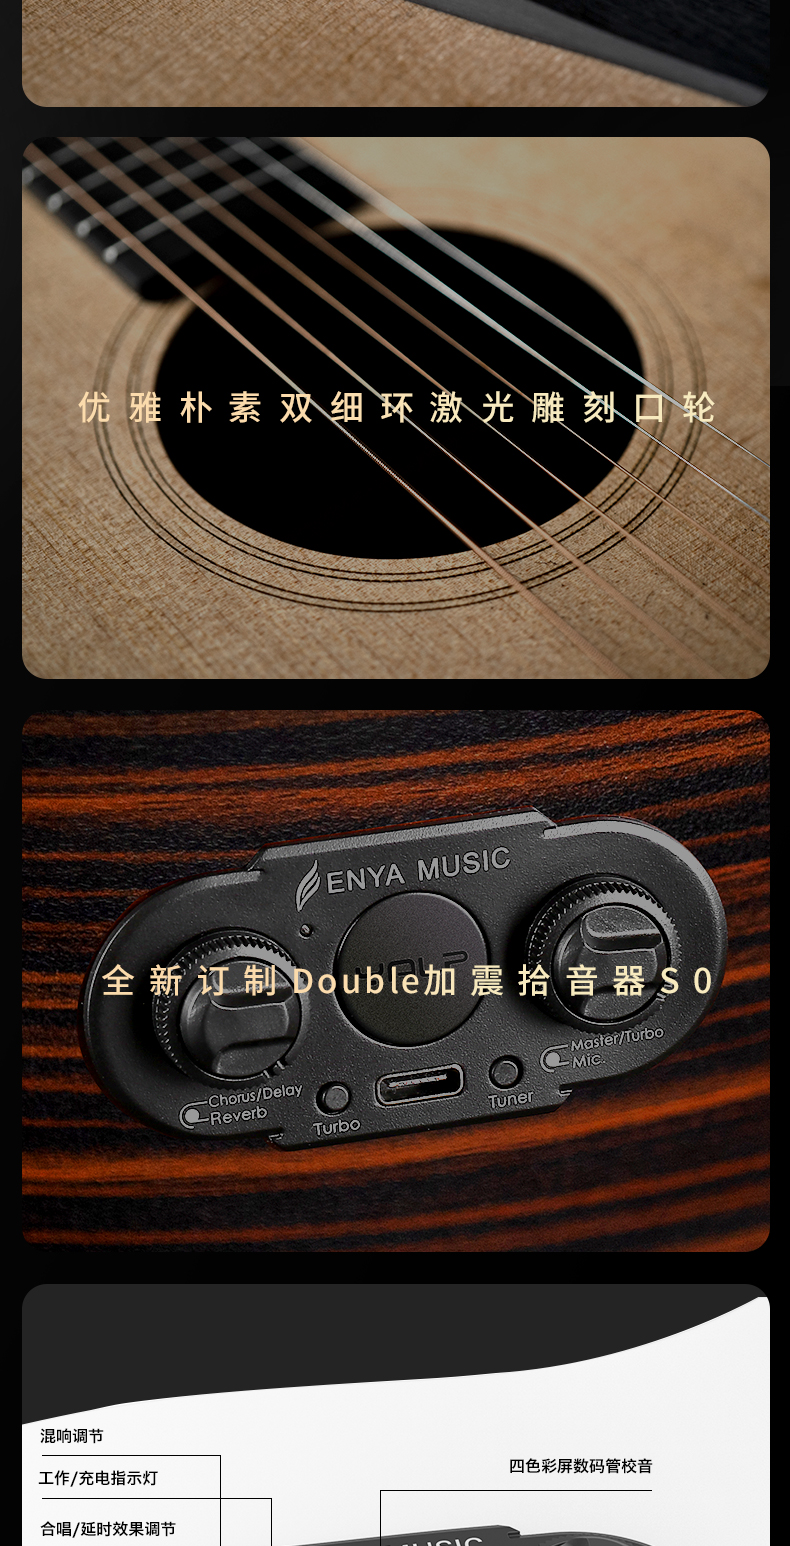 优雅朴素双细环激光雕刻口轮
ENYA MUSIC
全新订制Double加震拾音器S0
Master/Turbo
Mic.
Chorus/Delay
Reverb
Turbo
Tuner
混响调节
四色彩屏数码管校音
工作/充电指示灯
合唱/延时效果调节
MUSIC